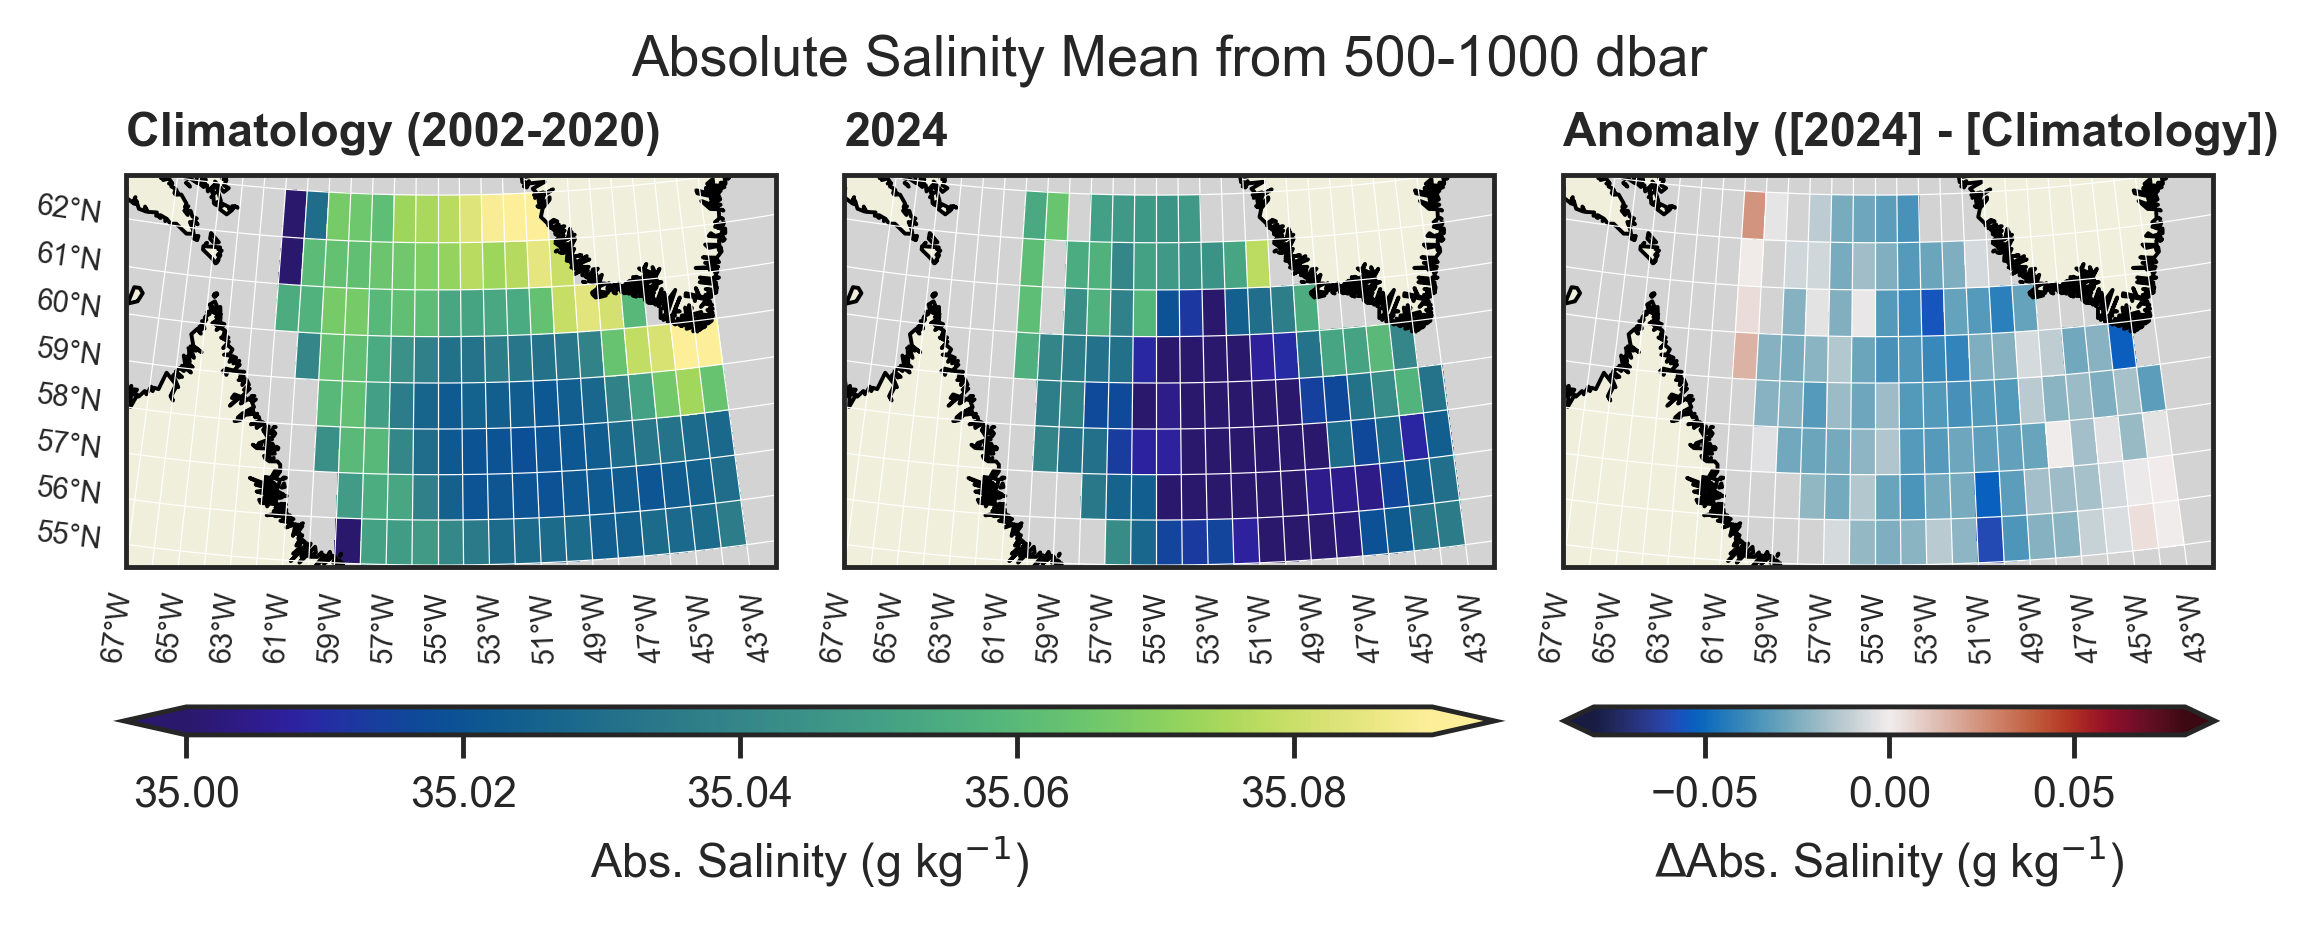 Absolute Salinity Mean from 500-1000 dbar
Climatology (2002-2020)
2024
Anomaly ([2024] - [Climatology])
62°N
61°N
60°N
59°N
58°N
57°N
56°N
55°N
67°W 65°W 63°W 61°W 59°W 57°W 55°W 53°W 51°W 49°W 47°W 45°W 43°W
67°W 65°W 63°W 61°W 59°W 57°W 55°W 53°W 51°W 49°W 47°W 45°W 43°W
67°W 65°W 63°W 61°W 59°W 57°W 55°W 53°W 51°W 49°W 47°W 45°W 43°W
35.00 35.02 35.04 35.06 35.08
Abs. Salinity (g kg⁻¹)
−0.05 0.00 0.05
ΔAbs. Salinity (g kg⁻¹)